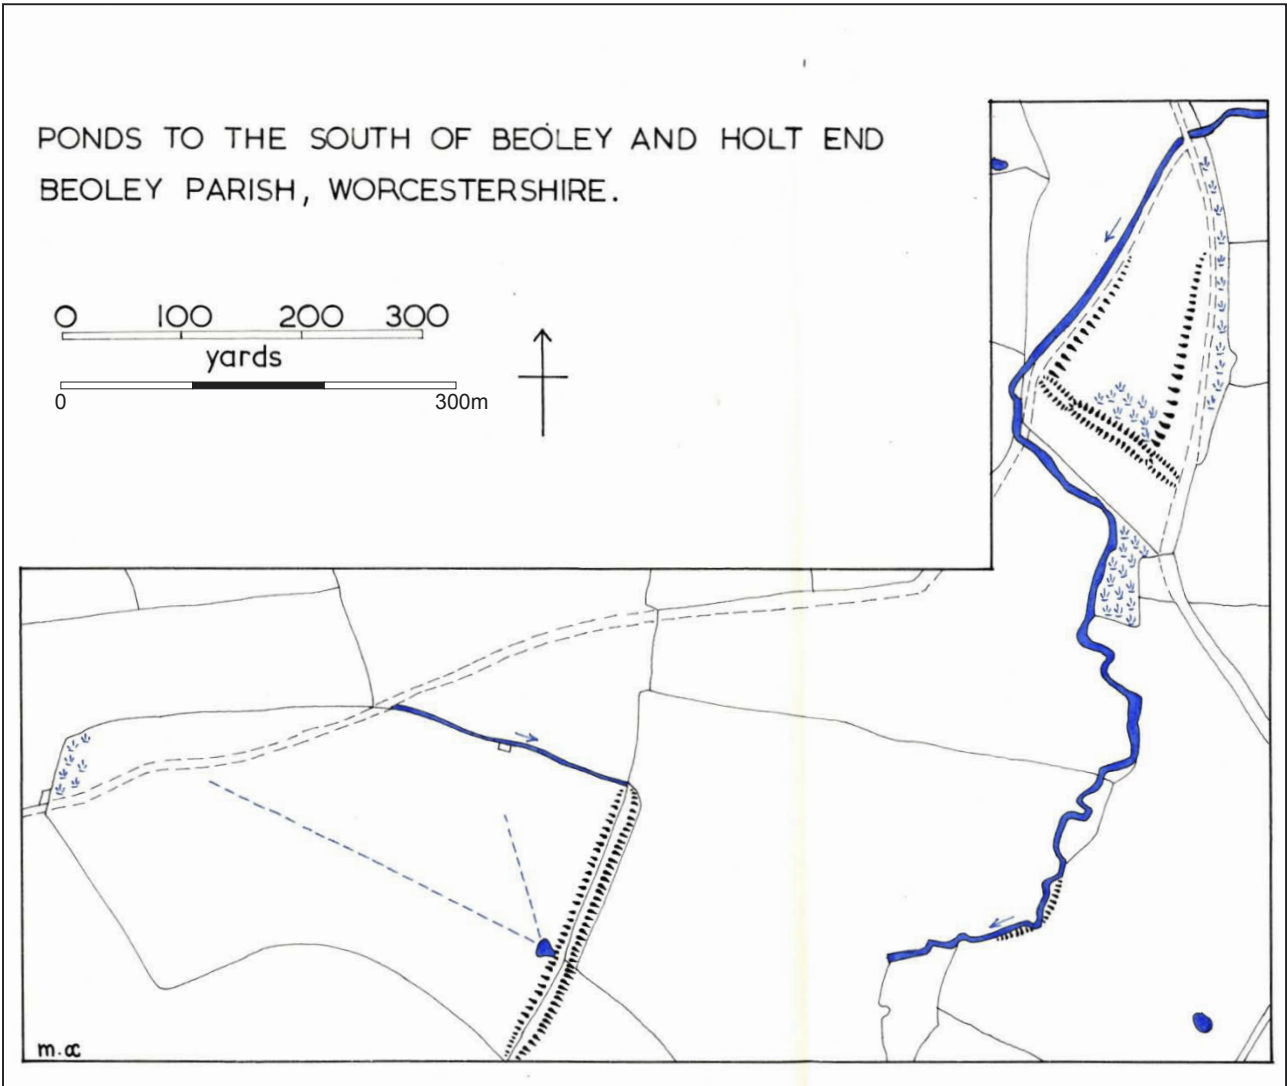 PONDS TO THE SOUTH OF BEOLEY AND HOLT END
BEOLEY PARISH, WORCESTERSHIRE.
0 100 200 300
yards
0 300m